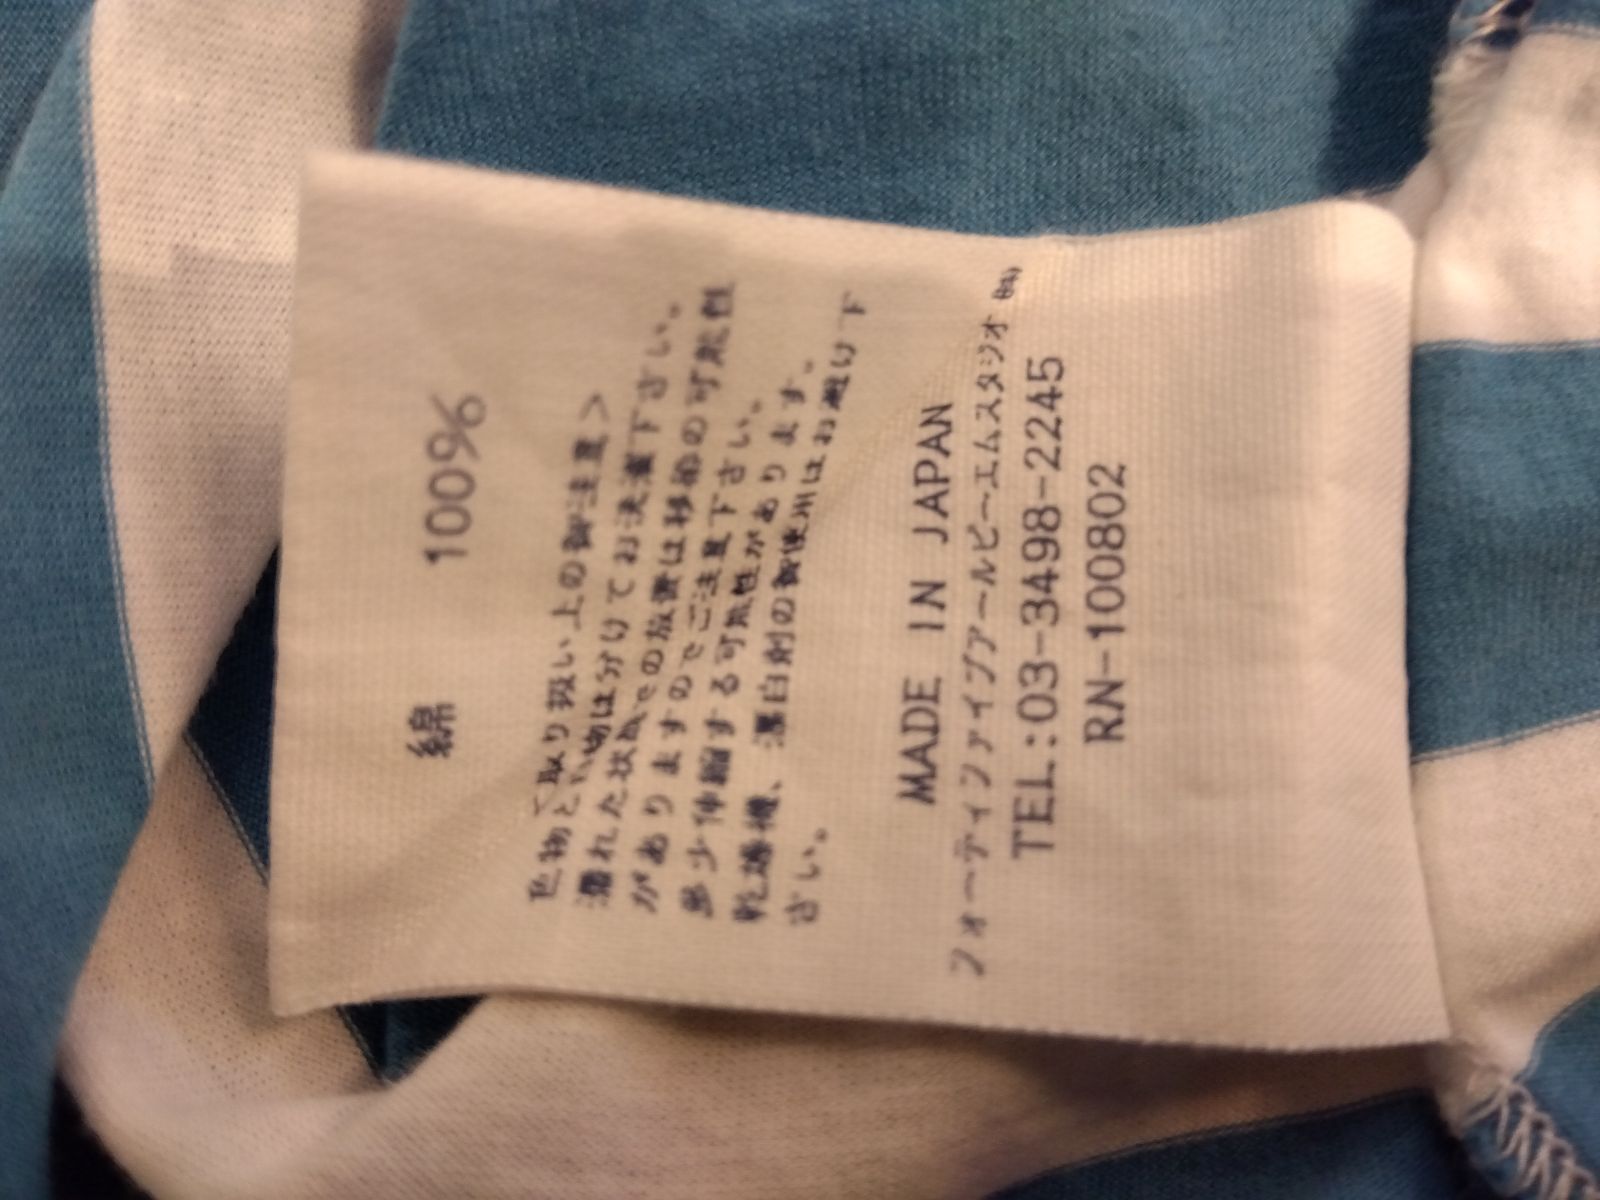 綿 100%
<取り扱い上の御注意>
色物と白物は分けてお洗濯下さい。
濡れた状態での放置は移染の可能性
がありますのでご注意下さい。
多少伸縮する可能性があります。
乾燥機、漂白剤の御使用はお避け下
さい。
MADE IN JAPAN
フォーティファイブアールピーエムスタジオ㈱
TEL:03-3498-2245
RN-100802